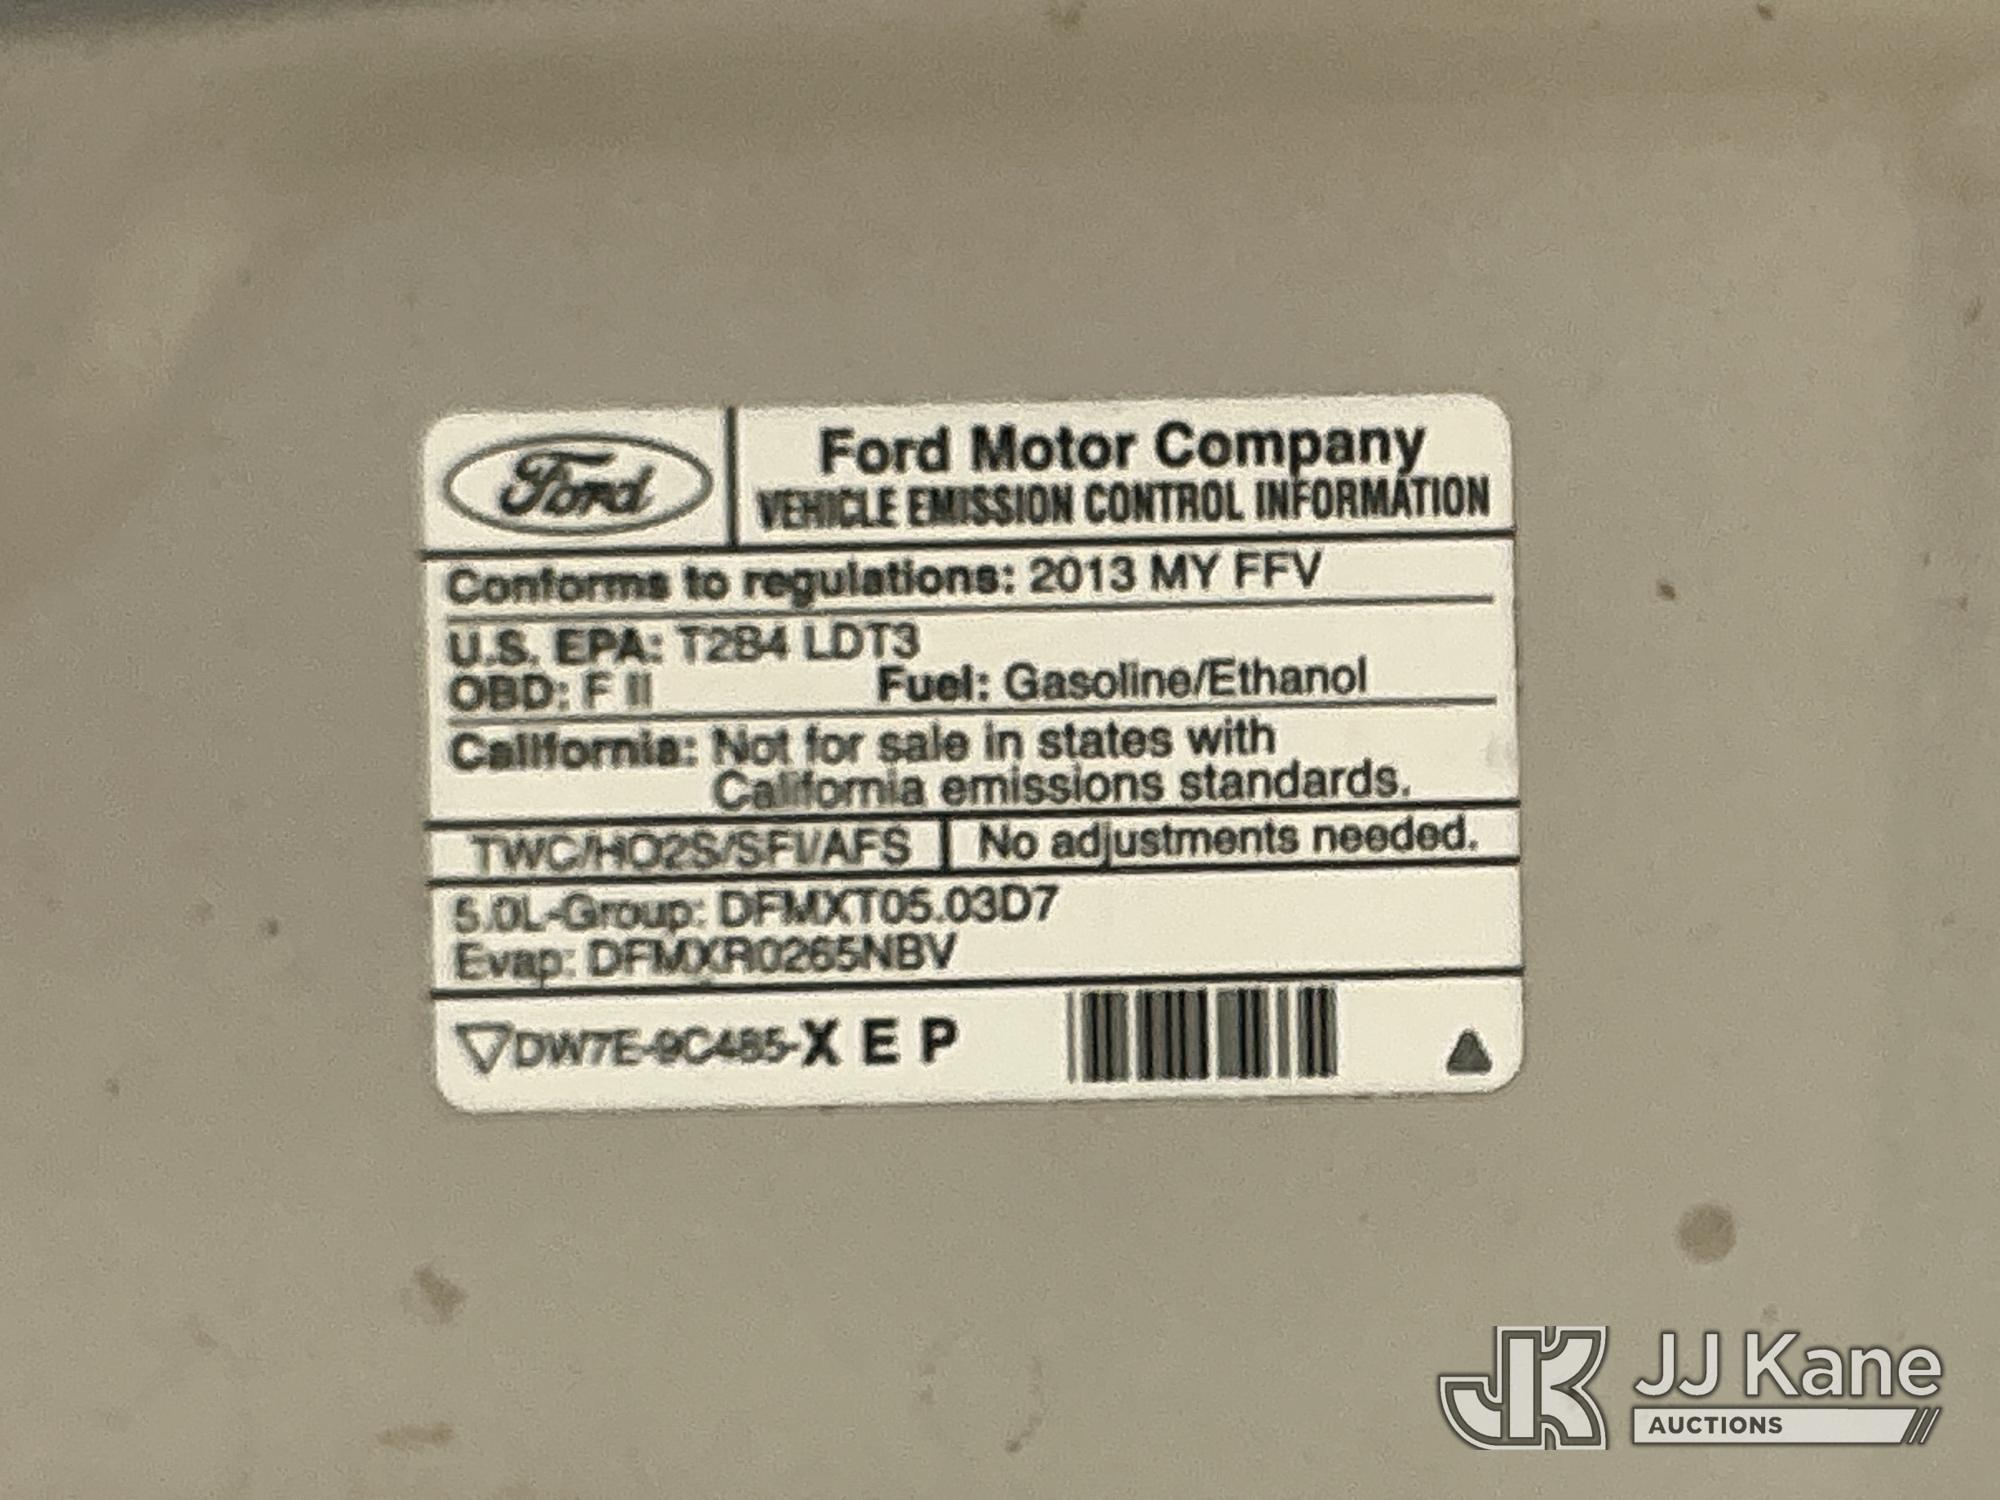 Ford
Ford Motor Company
VEHICLE EMISSION CONTROL INFORMATION
Conforms to regulations: 2013 MY FFV
U.S. EPA: T2B4 LDT3
OBD: F II Fuel: Gasoline/Ethanol
California: Not for sale in states with
California emissions standards.
TWC/HO2S/SFI/AFS No adjustments needed.
5.0L-Group: DFMXT05.03D7
Evap: DFMXR0265NBV
DW7E-9C485-X E P
JK JJ Kane
AUCTIONS